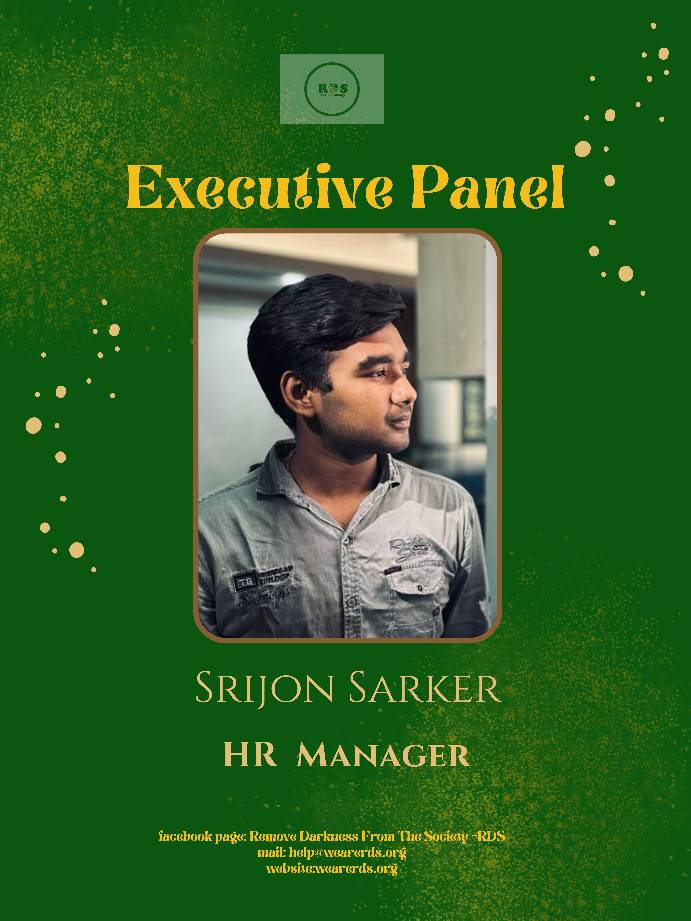 RDS
Executive Panel
SRIJON SARKER
HR MANAGER
facebook page: Remove Darkness From The Society -RDS
mail: help@wearerds.org
website:wearerds.org